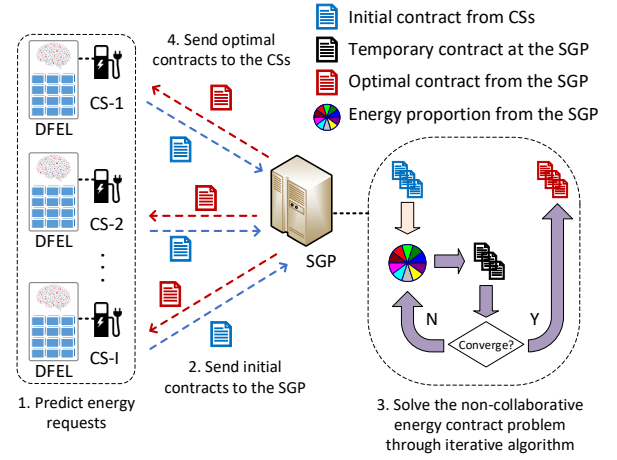 4. Send optimal
contracts to the CSs
Initial contract from CSs
Temporary contract at the SGP
Optimal contract from the SGP
Energy proportion from the SGP
CS-1
DFEL
CS-2
DFEL
CS-I
DFEL
SGP
N
Y
Converge?
2. Send initial
contracts to the SGP
1. Predict energy
requests
3. Solve the non-collaborative
energy contract problem
through iterative algorithm